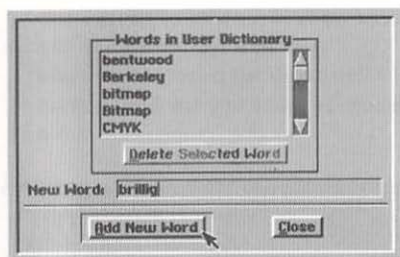 Words in User Dictionary
bentwood
Berkeley
bitmap
Bitmap
CMYK
Delete Selected Word
New Word: brillig
Add New Word
Close